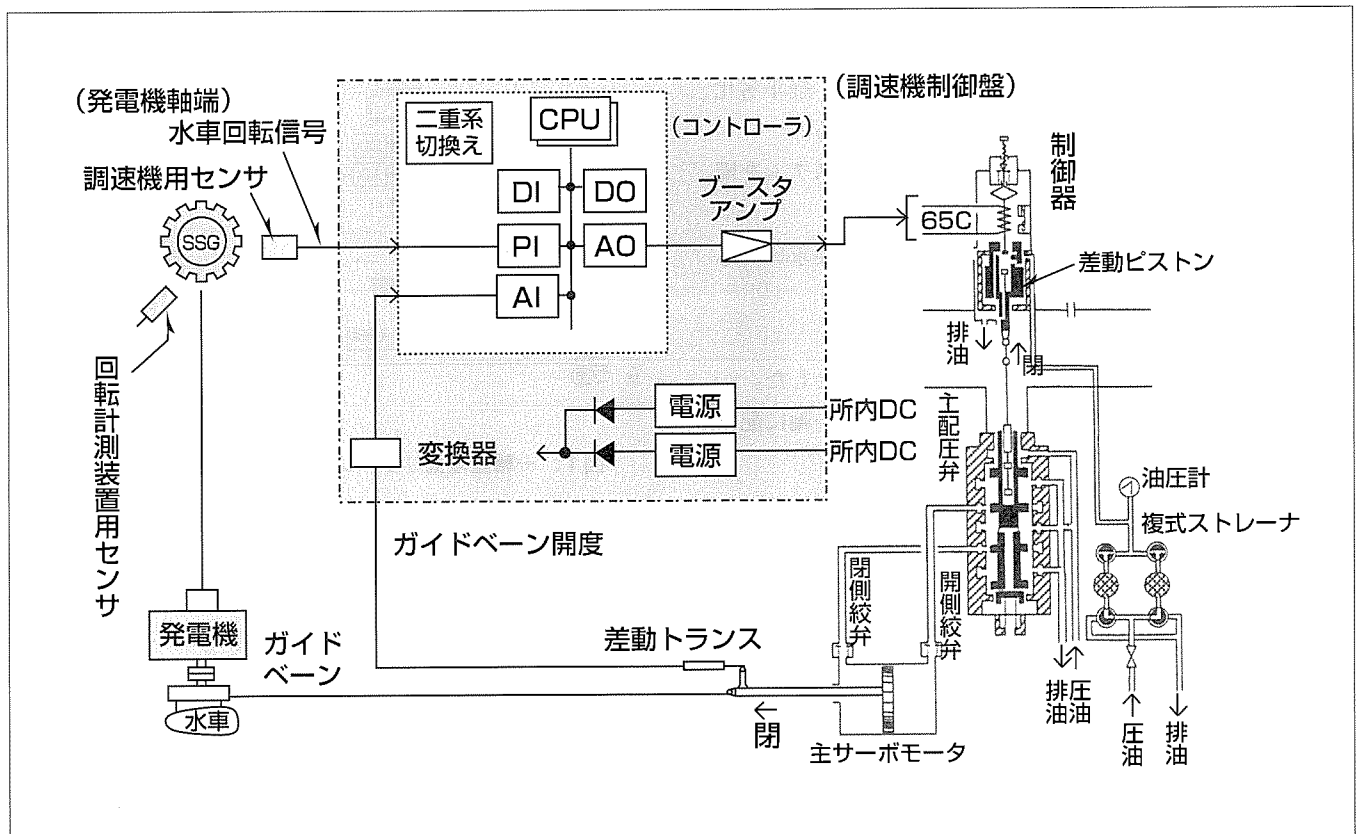 (発電機軸端)
水車回転信号
調速機用センサ
SSG
回転計測装置用センサ
発電機
水車
ガイド
ベーン
(調速機制御盤)
二重系
切換え
CPU
(コントローラ)
DI
DO
PI
AO
AI
ブースタ
アンプ
電源
所内DC
電源
所内DC
変換器
ガイドベーン開度
差動トランス
閉
主サーボモータ
閉側絞弁
開側絞弁
制御器
65C
差動ピストン
排油
閉
主配圧弁
油圧計
複式ストレーナ
排油
圧油
圧油
排油